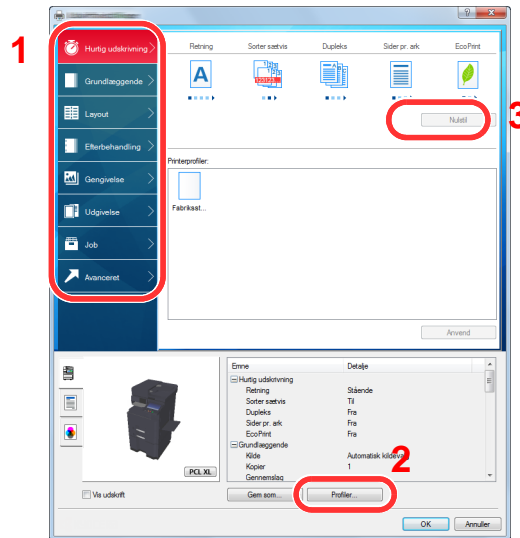 1
Hurtig udskrivning
Grundlæggende
Layout
Efterbehandling
Gengivelse
Udgivelse
Job
Avanceret
Retning Sorter sætvis Dupleks Sider pr. ark EcoPrint
A
123
Nulstil
3
Printerprofiler:
Fabriksst...
Anvend
PCL XL
Vis udskrift
Emne Detalje
Hurtig udskrivning
Retning Stående
Sorter sætvis Til
Dupleks Fra
Sider pr. ark Fra
EcoPrint Fra
Grundlæggende
Kilde Automatisk kildeva
Kopier 1
Gennemslag
2
Gem som... Profiler...
OK Annuller